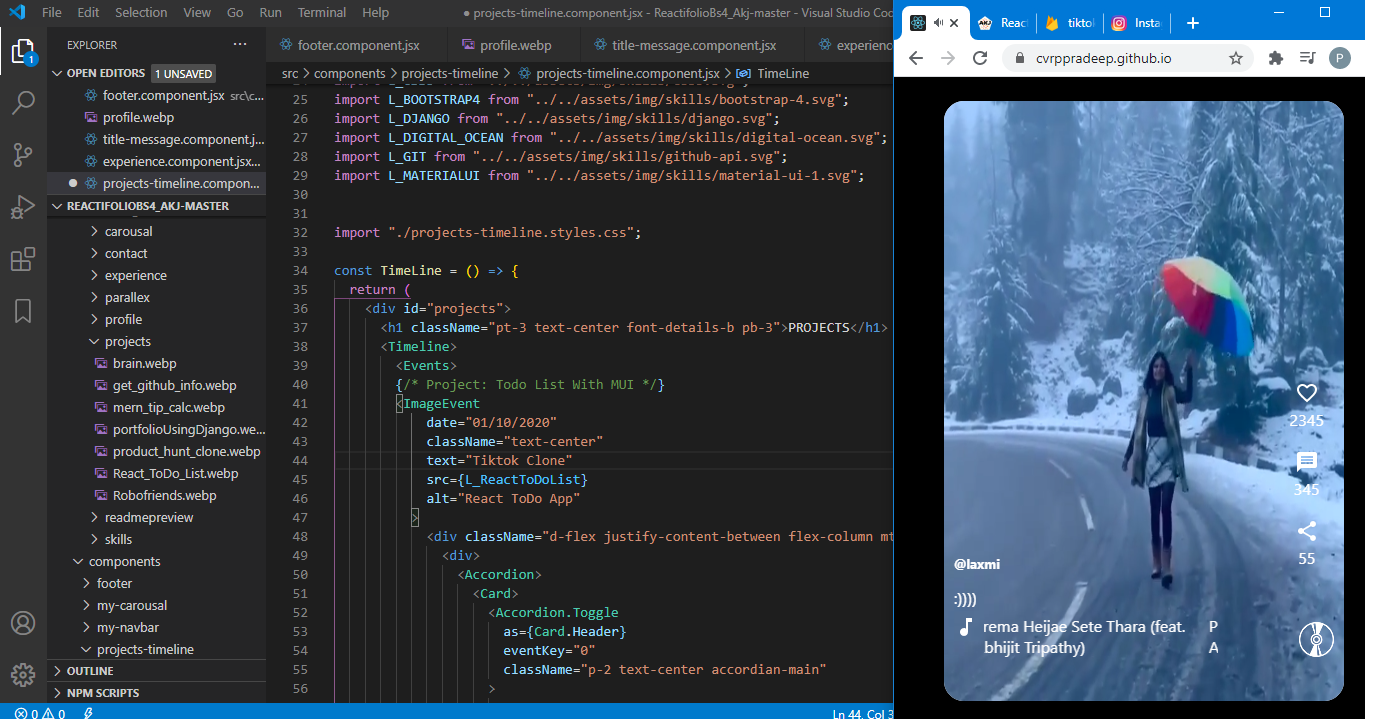 File Edit Selection View Go Run Terminal Help
● projects-timeline.component.jsx - ReactifolioBs4_Akj-master - Visual Studio Co
EXPLORER ···
OPEN EDITORS 1 UNSAVED
footer.component.jsx src\c...
profile.webp
title-message.component.j...
experience.component.jsx...
● projects-timeline.compon...
REACTIFOLIOBS4_AKJ-MASTER
carousal
contact
experience
parallex
profile
projects
brain.webp
get_github_info.webp
mern_tip_calc.webp
portfolioUsingDjango.we...
product_hunt_clone.webp
React_ToDo_List.webp
Robofriends.webp
readmepreview
skills
components
footer
my-carousal
my-navbar
projects-timeline
OUTLINE
NPM SCRIPTS
1
footer.component.jsx profile.webp title-message.component.jsx experienc
src > components > projects-timeline > projects-timeline.component.jsx > TimeLine
25 import L_BOOTSTRAP4 from "../../assets/img/skills/bootstrap-4.svg";
26 import L_DJANGO from "../../assets/img/skills/django.svg";
27 import L_DIGITAL_OCEAN from "../../assets/img/skills/digital-ocean.svg";
28 import L_GIT from "../../assets/img/skills/github-api.svg";
29 import L_MATERIALUI from "../../assets/img/skills/material-ui-1.svg";
30
31
32 import "./projects-timeline.styles.css";
33
34 const TimeLine = () => {
35 return (
36 <div id="projects">
37 <h1 className="pt-3 text-center font-details-b pb-3">PROJECTS</h1>
38 <Timeline>
39 <Events>
40 {/* Project: Todo List With MUI */}
41 <ImageEvent
42 date="01/10/2020"
43 className="text-center"
44 text="Tiktok Clone"
45 src={L_ReactToDoList}
46 alt="React ToDo App"
47 >
48 <div className="d-flex justify-content-between flex-column mt
49 <div>
50 <Accordion>
51 <Card>
52 <Accordion.Toggle
53 as={Card.Header}
54 eventKey="0"
55 className="p-2 text-center accordian-main"
56 >
0 0
Ln 44, Col 3
AKJ React tiktok Insta +
cvrppradeep.github.io P
2345
345
55
@laxmi
:))))
rema Heijae Sete Thara (feat. P
bhijit Tripathy) A